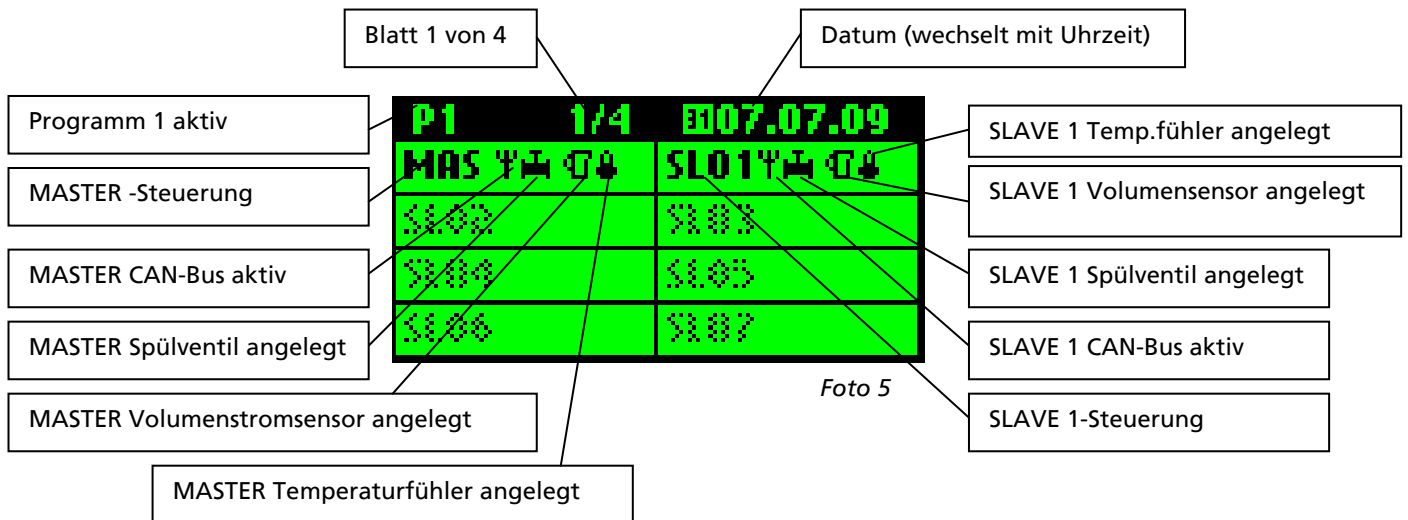 Blatt 1 von 4
Datum (wechselt mit Uhrzeit)
Programm 1 aktiv
P1 1/4 31 07.07.09
SLAVE 1 Temp.fühler angelegt
MASTER -Steuerung
MAS SL01
SLAVE 1 Volumensensor angelegt
SL02 SL03
MASTER CAN-Bus aktiv
SL04 SL05
SLAVE 1 Spülventil angelegt
MASTER Spülventil angelegt
SL06 SL07
SLAVE 1 CAN-Bus aktiv
Foto 5
MASTER Volumenstromsensor angelegt
SLAVE 1-Steuerung
MASTER Temperaturfühler angelegt